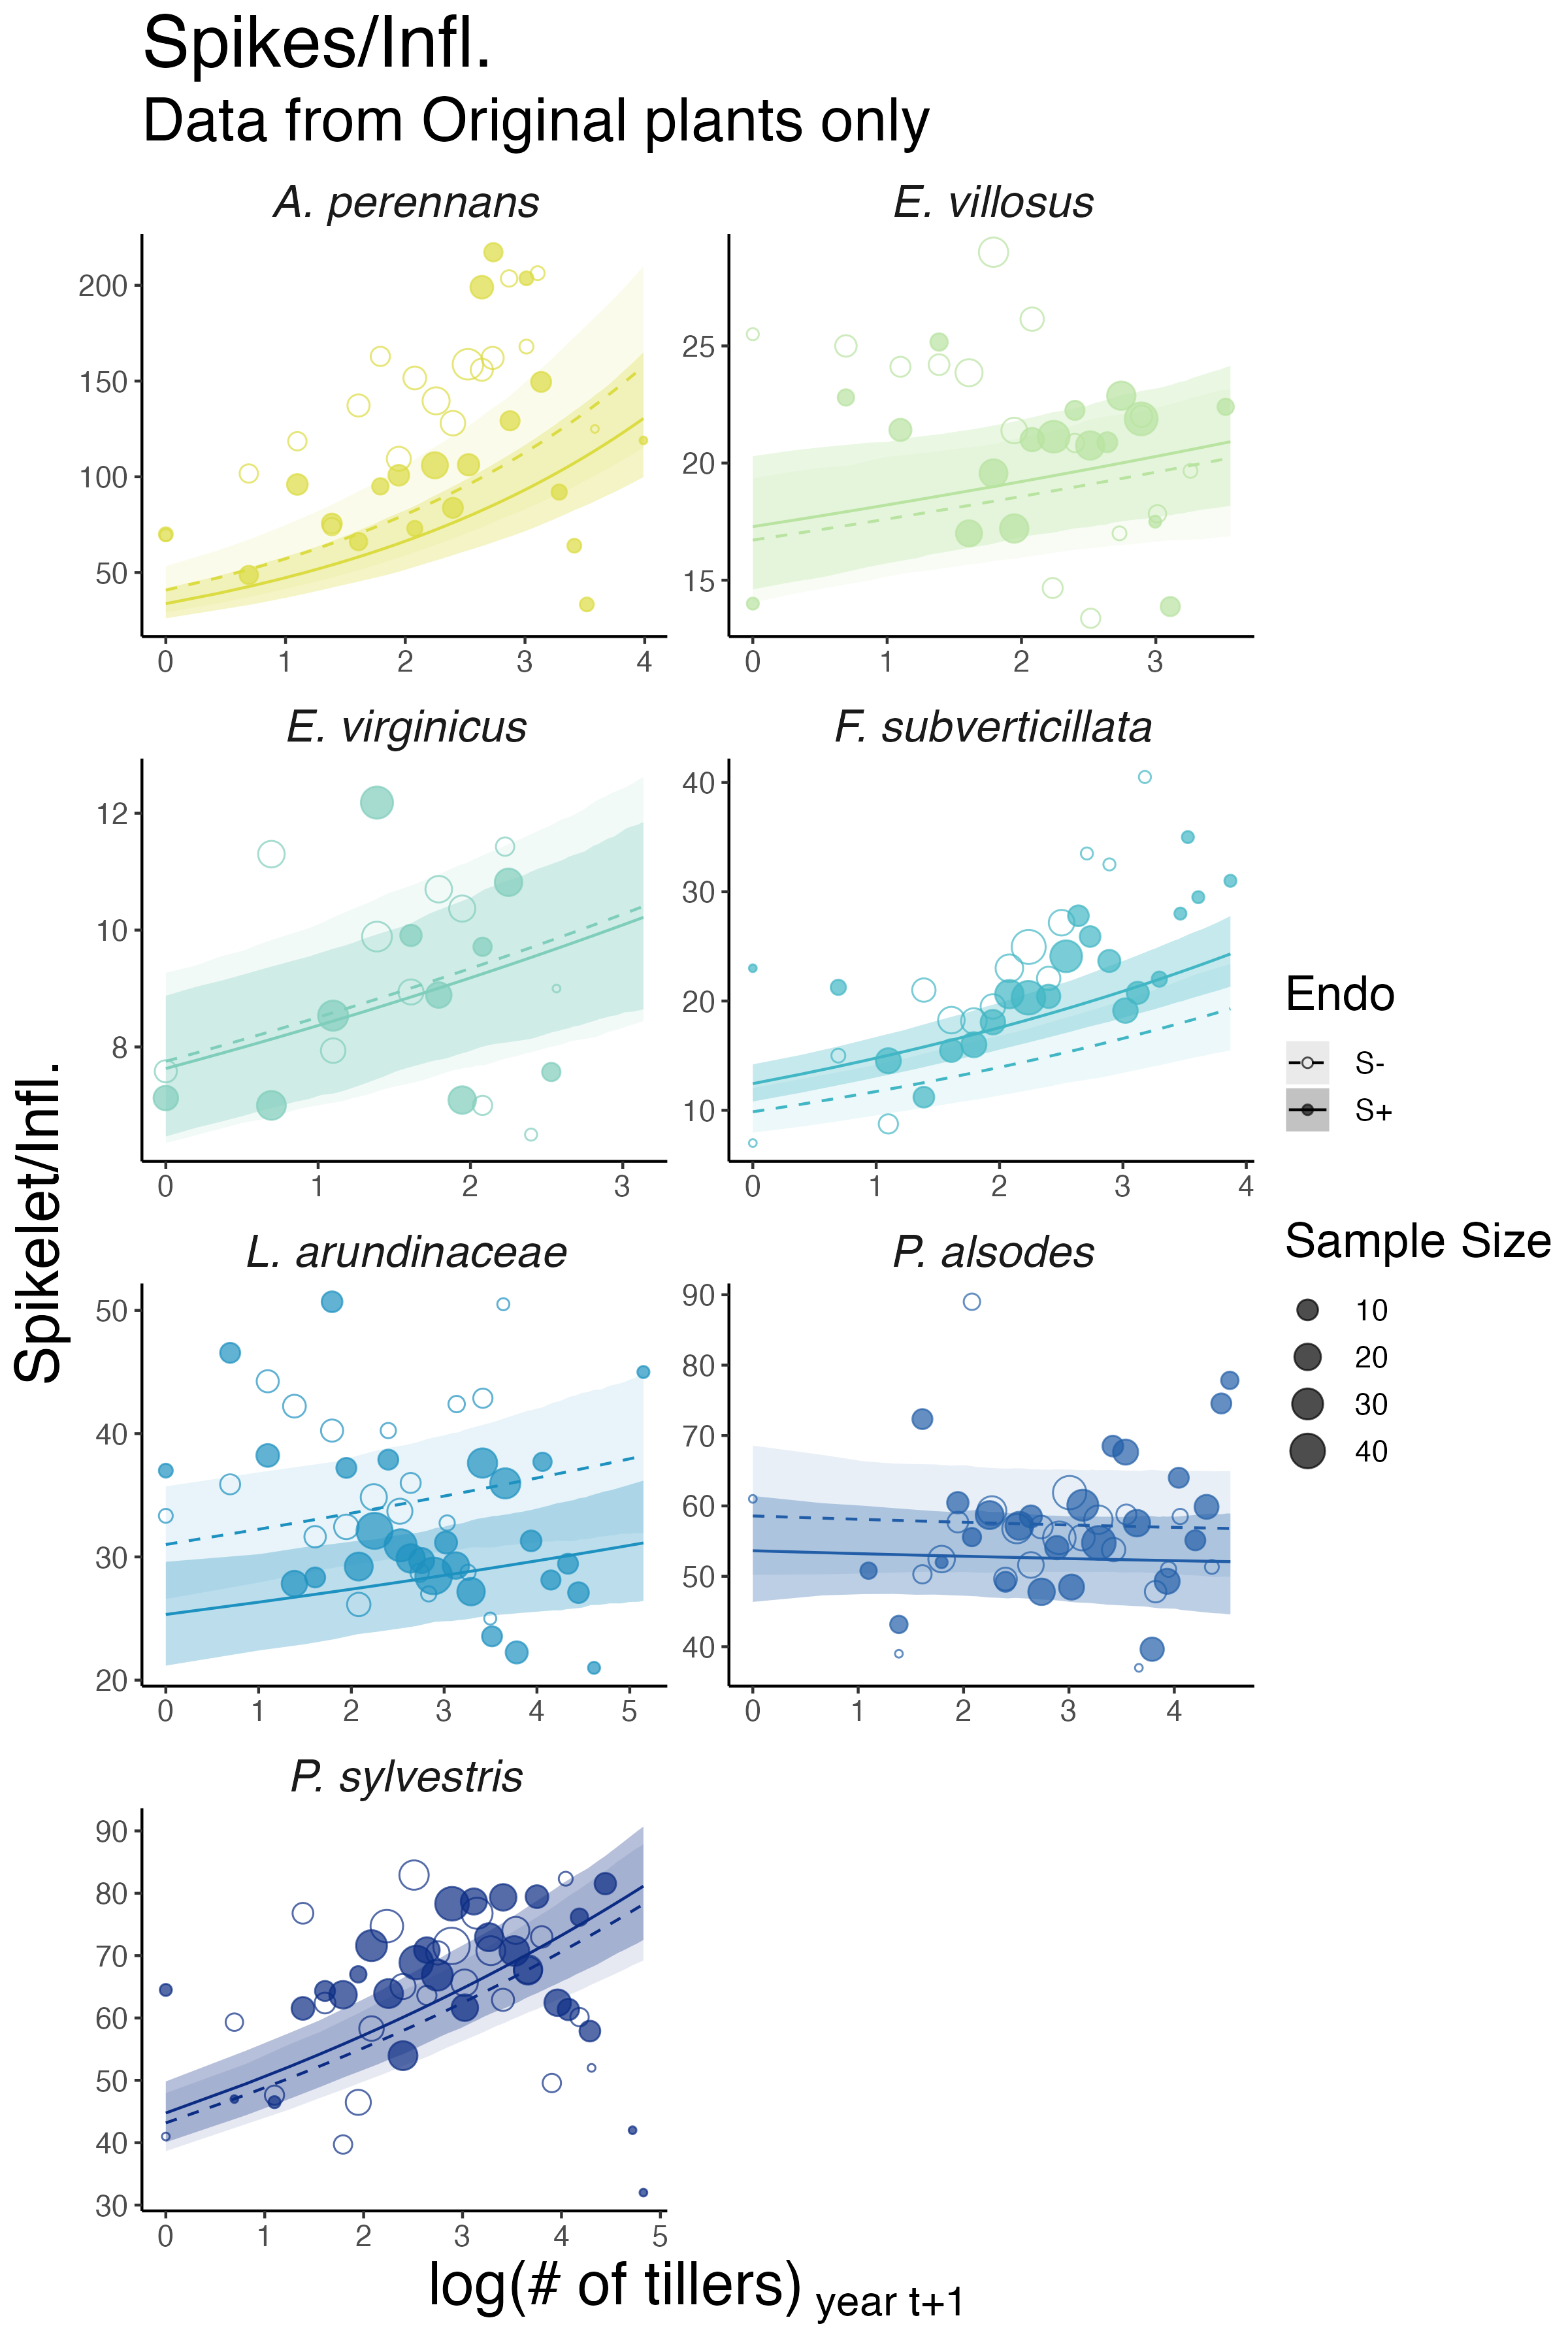 Spikes/Infl.
Data from Original plants only
A. perennans
E. villosus
200
150
100
50
0 1 2 3 4
25
20
15
0 1 2 3
E. virginicus
F. subverticillata
12
10
8
0 1 2 3
40
30
20
10
0 1 2 3 4
L. arundinaceae
P. alsodes
50
40
30
20
0 1 2 3 4 5
90
80
70
60
50
40
0 1 2 3 4
P. sylvestris
90
80
70
60
50
40
30
0 1 2 3 4 5
Spikelet/Infl.
log(# of tillers) year t+1
Endo
S-
S+
Sample Size
10
20
30
40